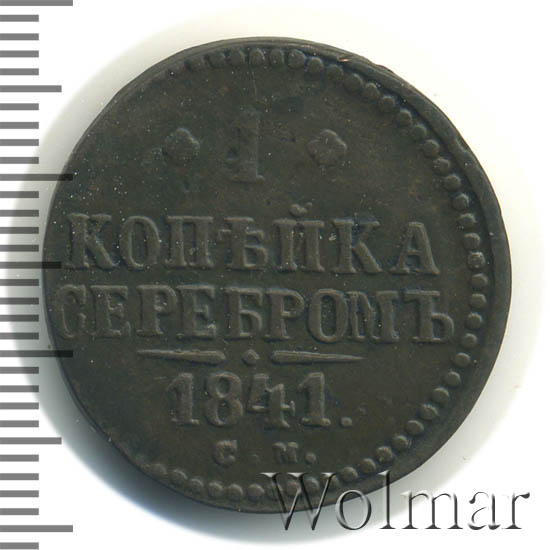 1
КОПѢЙКА
СЕРЕБРОМЪ
1841.
С. М.
Wolmar